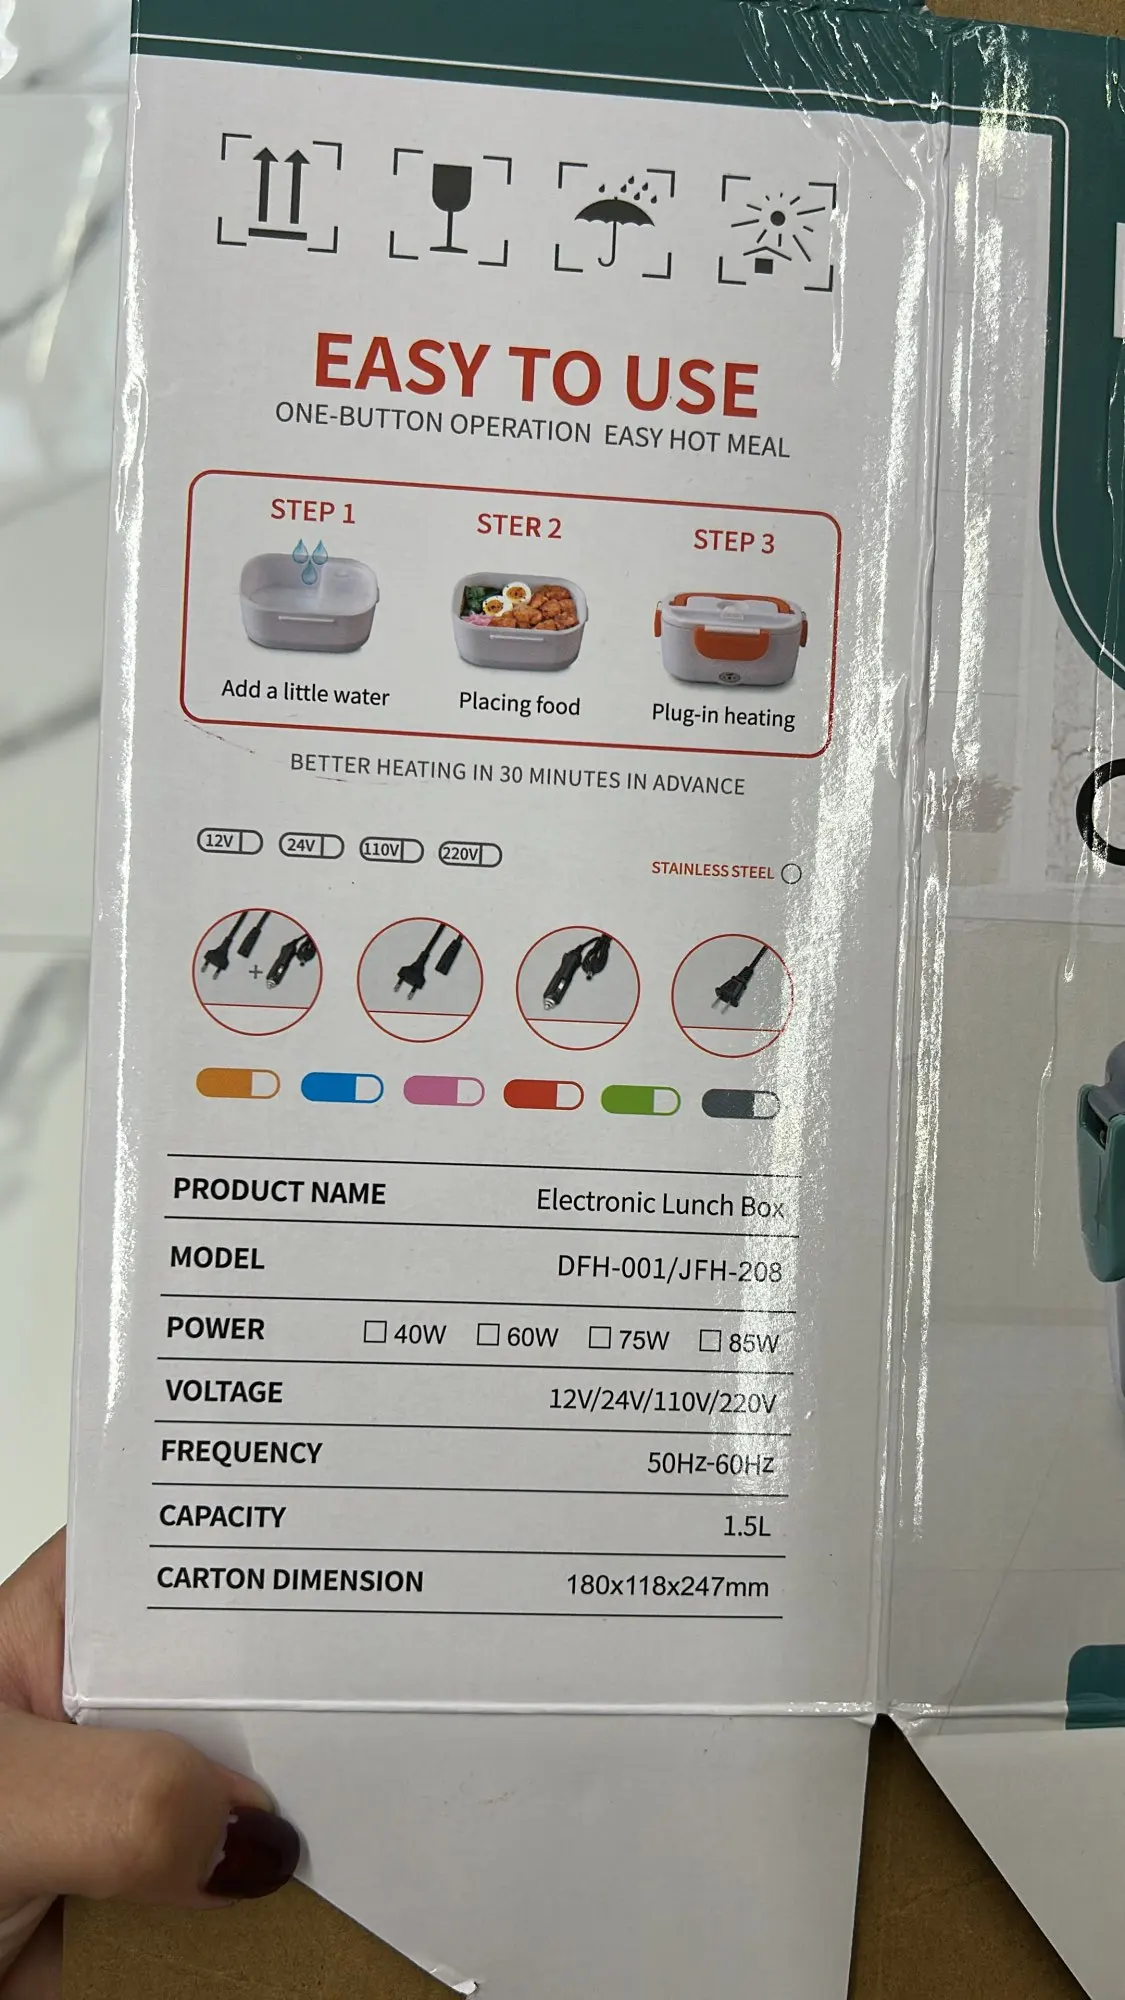 EASY TO USE
ONE-BUTTON OPERATION EASY HOT MEAL
STEP 1
STER 2
STEP 3
Add a little water
Placing food
Plug-in heating
BETTER HEATING IN 30 MINUTES IN ADVANCE
12V 24V 110V 220V
STAINLESS STEEL
PRODUCT NAME Electronic Lunch Box
MODEL DFH-001/JFH-208
POWER 40W 60W 75W 85W
VOLTAGE 12V/24V/110V/220V
FREQUENCY 50Hz-60Hz
CAPACITY 1.5L
CARTON DIMENSION 180x118x247mm